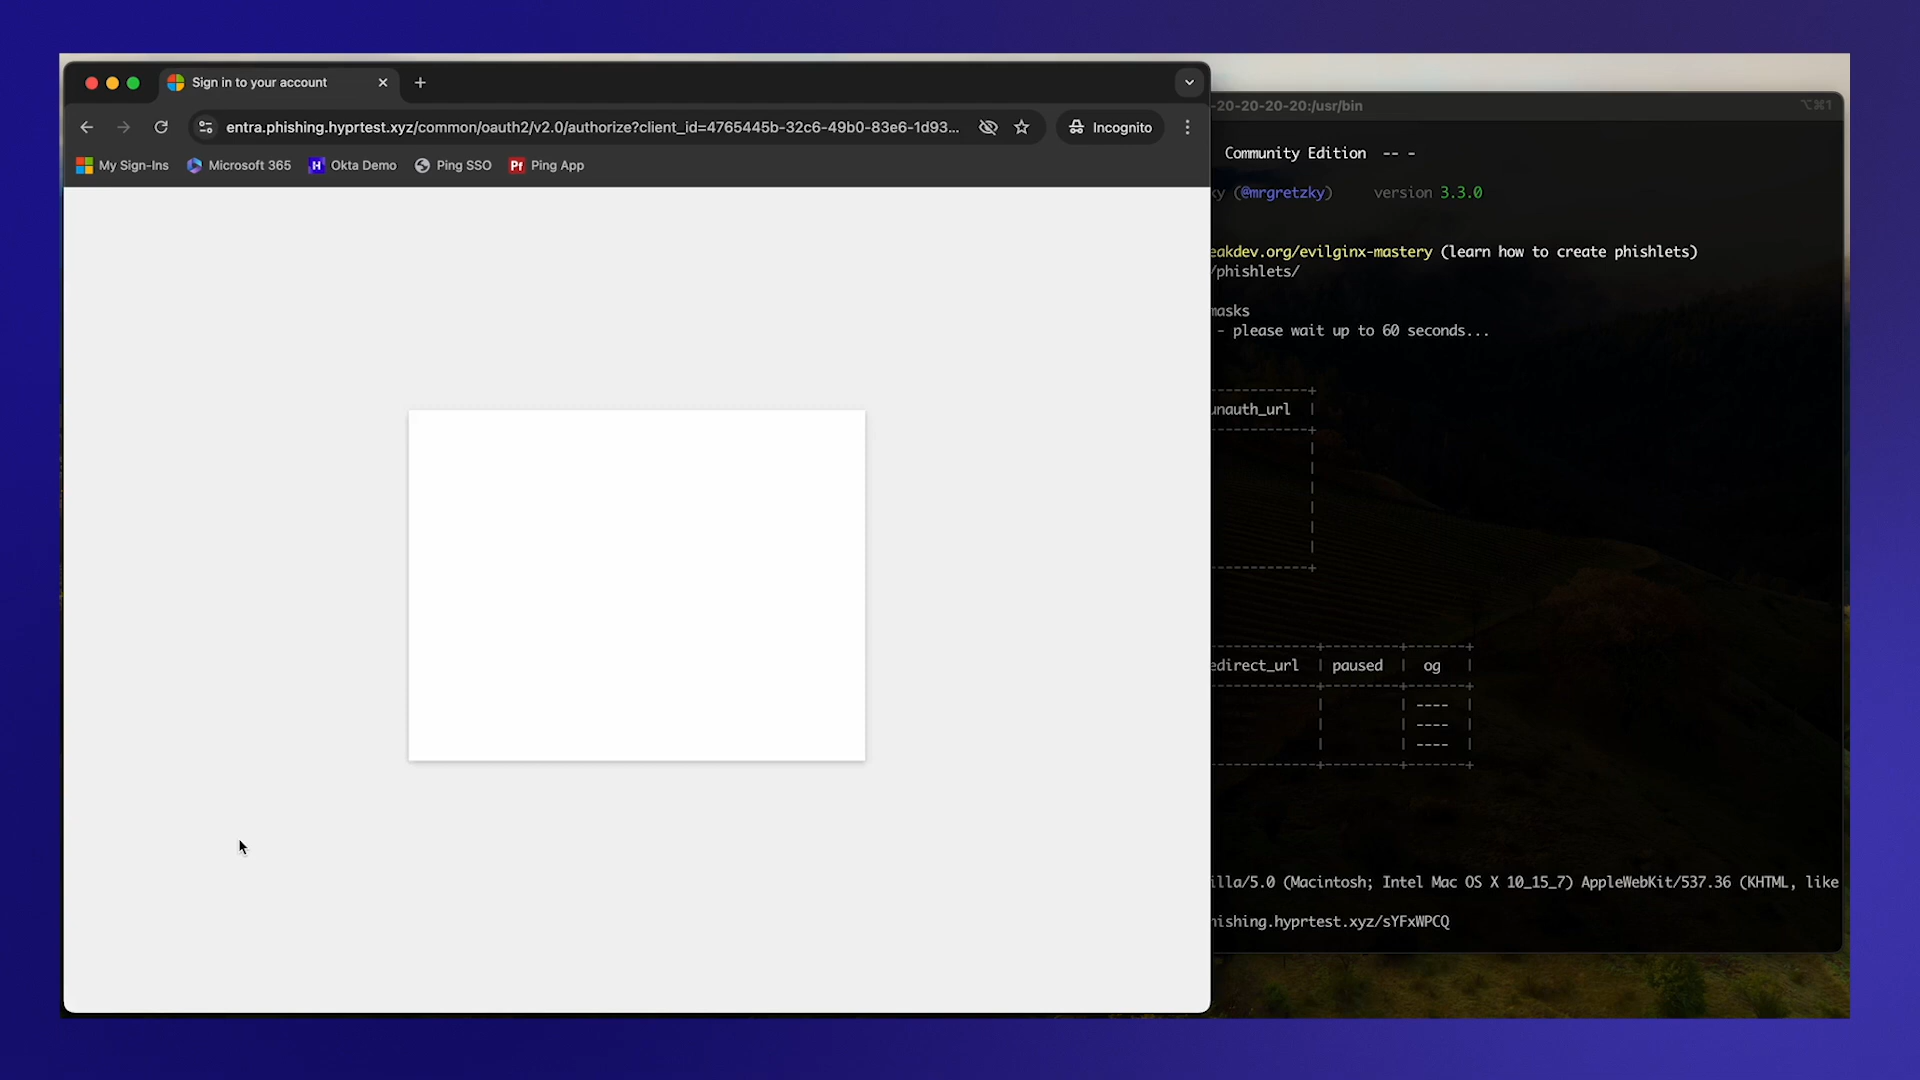 Sign in to your account
entra.phishing.hyprtest.xyz/common/oauth2/v2.0/authorize?client_id=4765445b-32c6-49b0-83e6-1d93...
Incognito
My Sign-Ins
Microsoft 365
H Okta Demo
Ping SSO
Pf Ping App
-20-20-20-20:/usr/bin
⌥⌘1
Community Edition -- -
ky (@mrgretzky) version 3.3.0
eakdev.org/evilginx-mastery (learn how to create phishlets)
/phishlets/
masks
- please wait up to 60 seconds...
unauth_url
edirect_url | paused | og
----
----
----
illa/5.0 (Macintosh; Intel Mac OS X 10_15_7) AppleWebKit/537.36 (KHTML, like
hishing.hyprtest.xyz/sYFxWPCQ